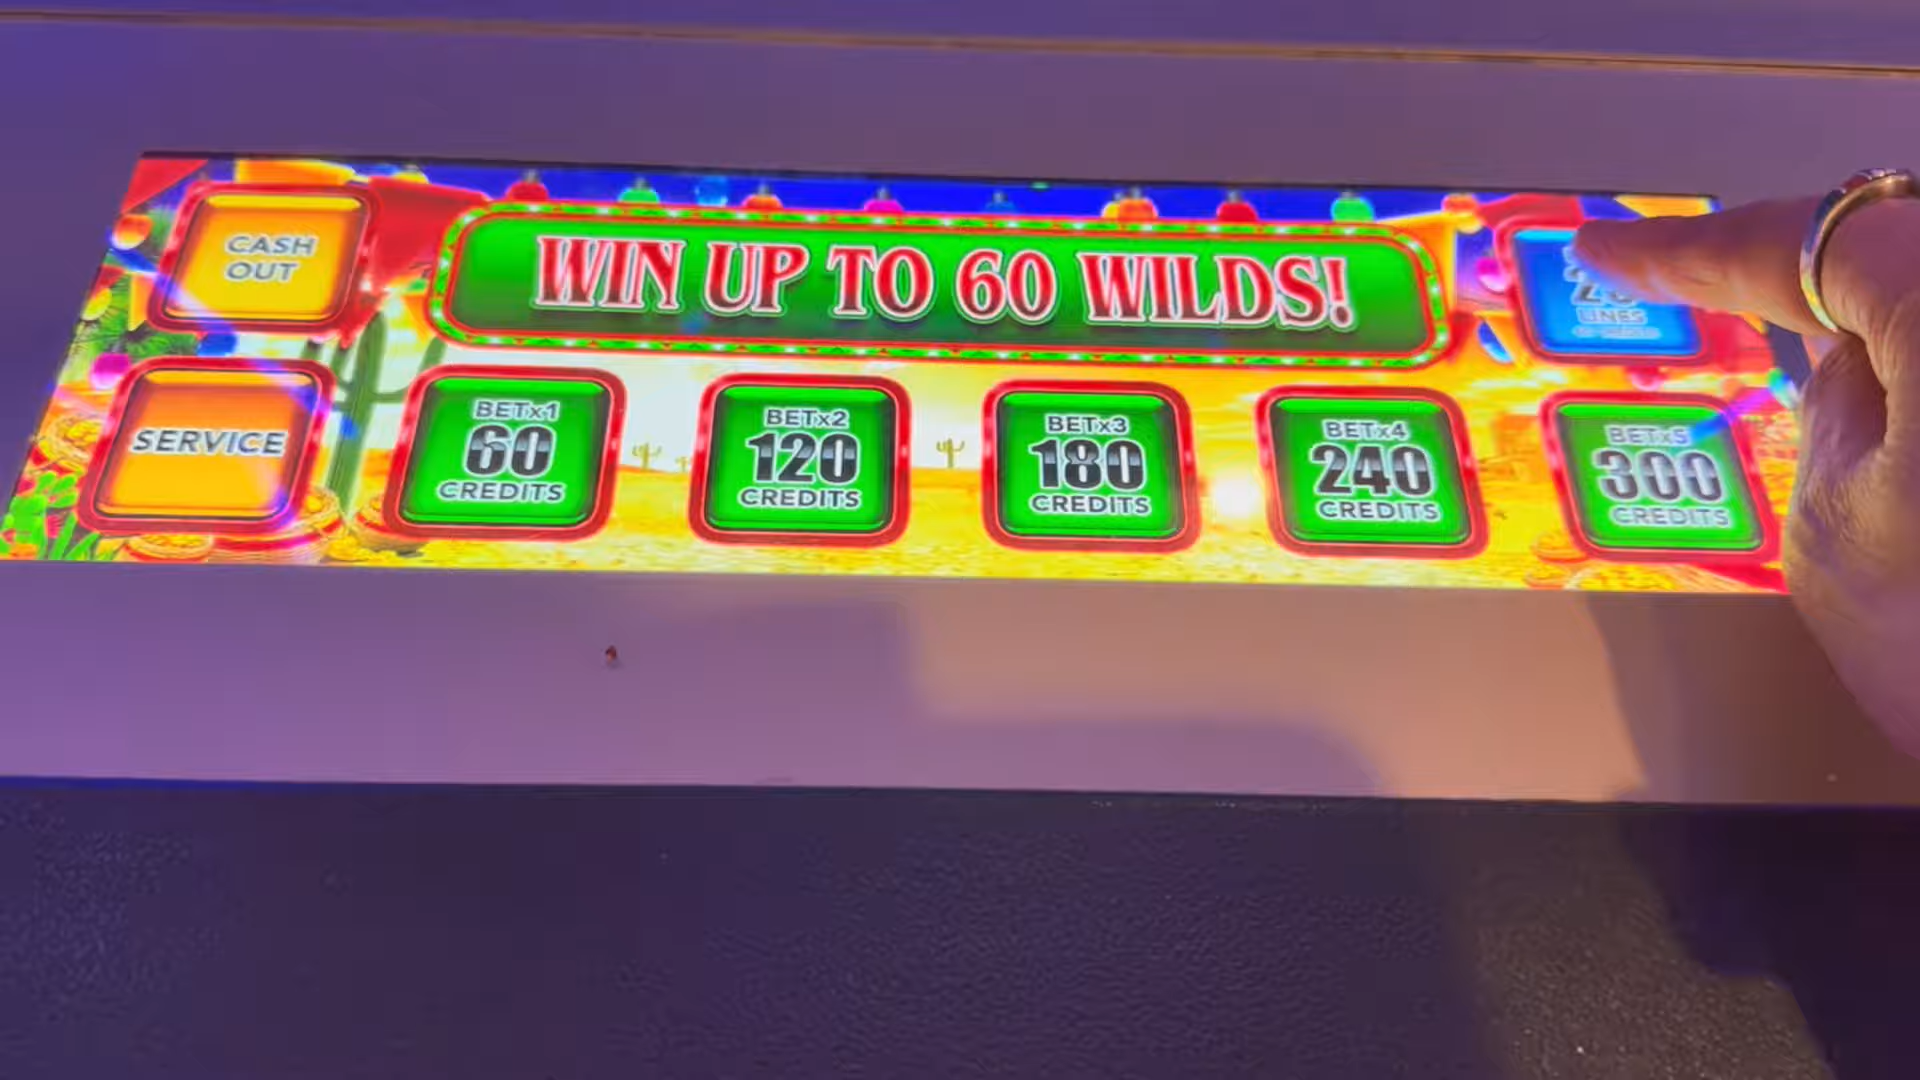 CASH
OUT
WIN UP TO 60 WILDS!
LINES
SERVICE
BETx1
60
CREDITS
BETx2
120
CREDITS
BETx3
180
CREDITS
BETx4
240
CREDITS
BETx5
300
CREDITS